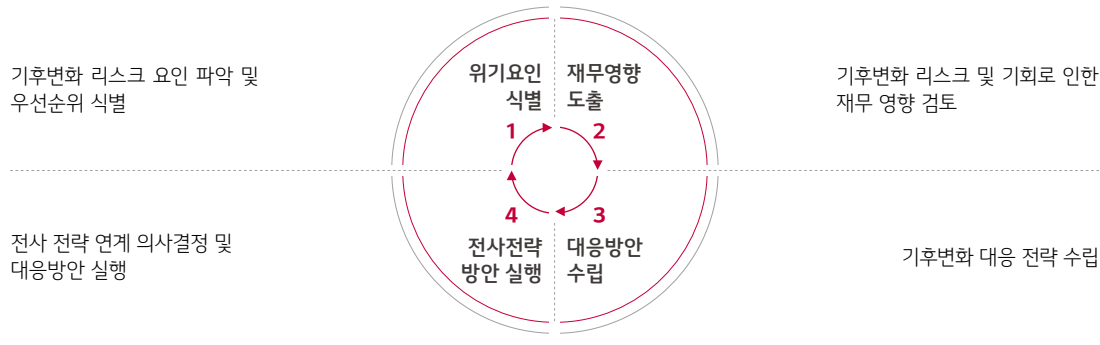 기후변화 리스크 요인 파악 및
우선순위 식별
위기요인
식별
1
재무영향
도출
2
기후변화 리스크 및 기회로 인한
재무 영향 검토
전사 전략 연계 의사결정 및
대응방안 실행
4
전사전략
방안 실행
3
대응방안
수립
기후변화 대응 전략 수립